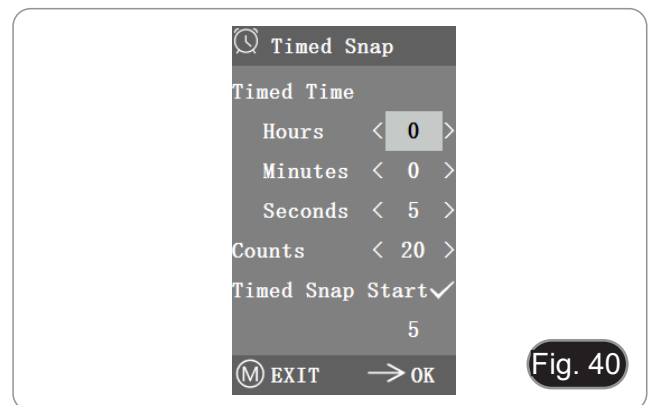 Timed Snap
Timed Time
Hours < 0 >
Minutes < 0 >
Seconds < 5 >
Counts < 20 >
Timed Snap Start✓
5
Ⓜ EXIT → OK
Fig. 40